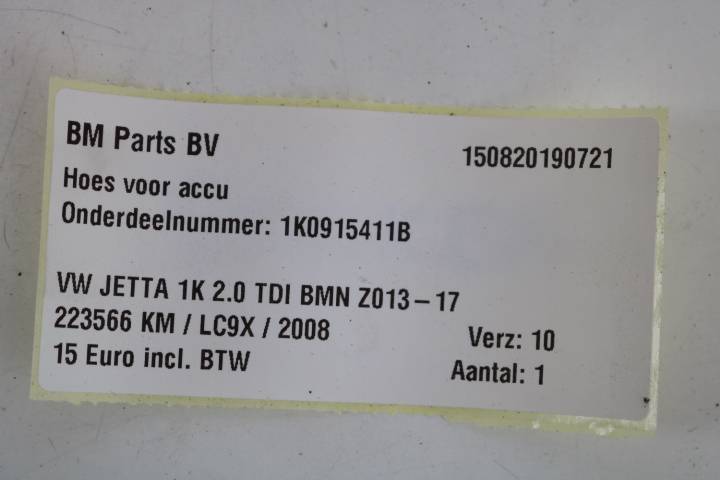 BM Parts BV
150820190721
Hoes voor accu
Onderdeelnummer: 1K0915411B
VW JETTA 1K 2.0 TDI BMN Z013-17
223566 KM / LC9X / 2008
Verz: 10
15 Euro incl. BTW
Aantal: 1